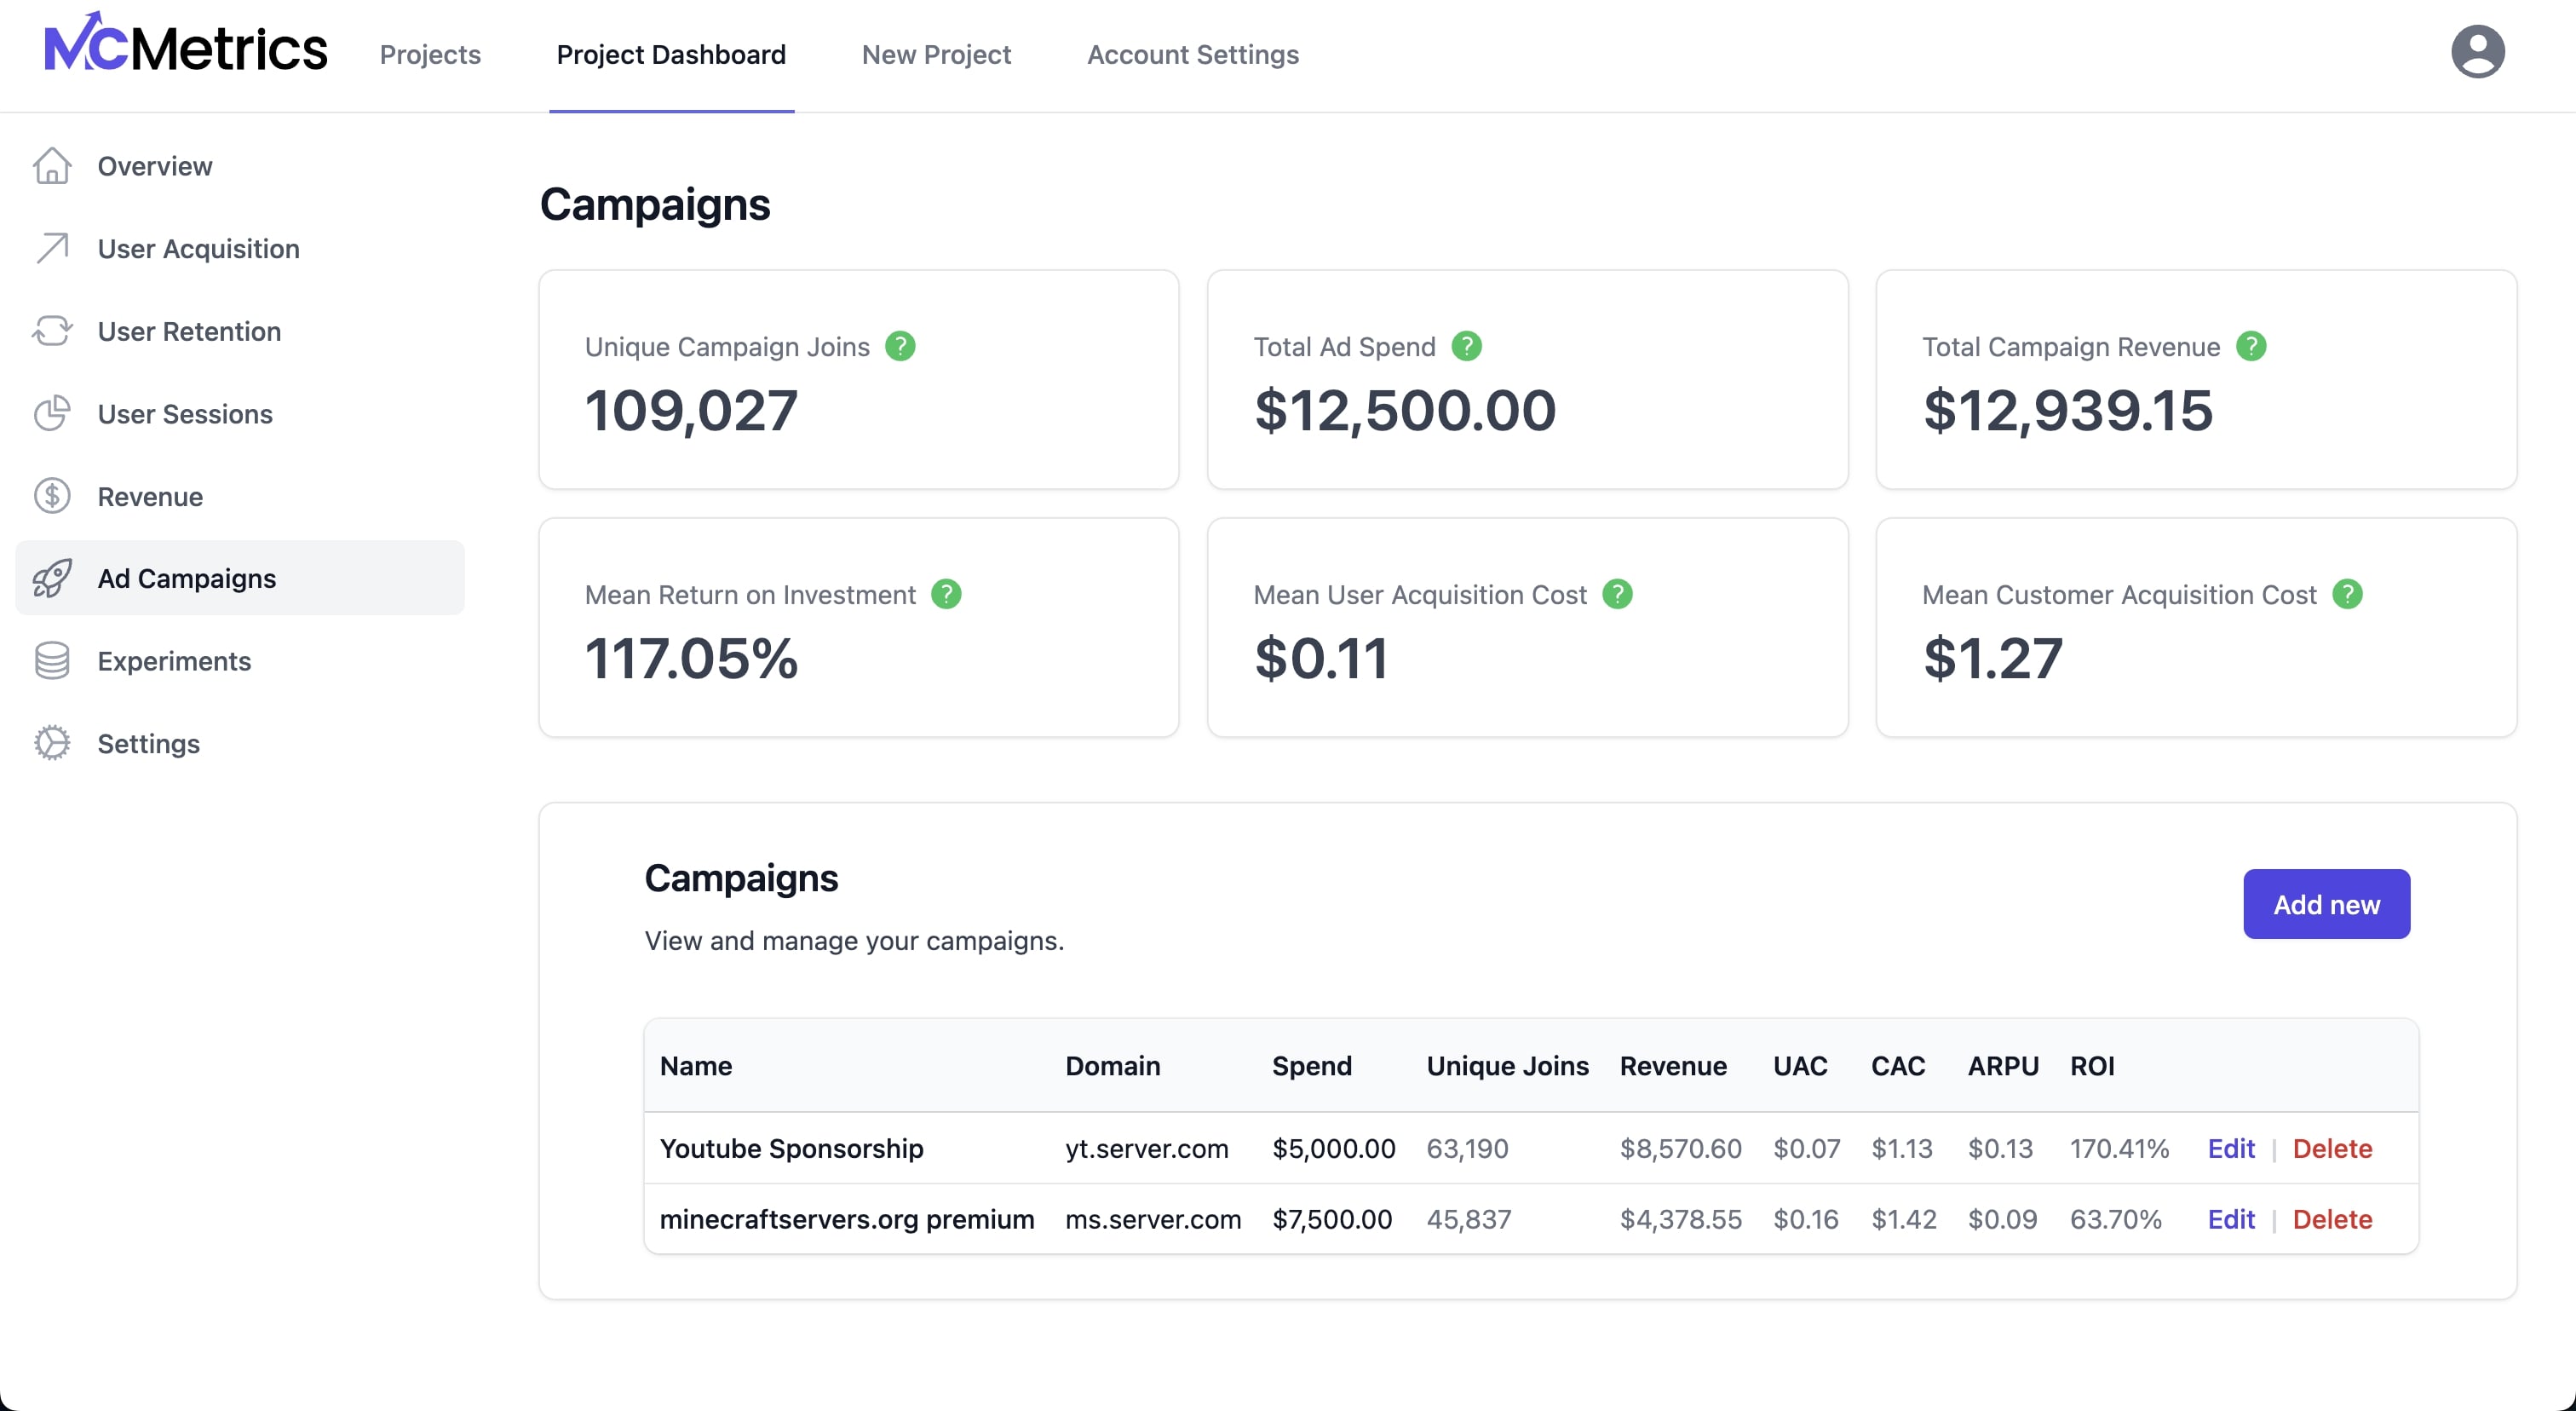 MCMetrics Projects Project Dashboard New Project Account Settings
Overview
User Acquisition
User Retention
User Sessions
Revenue
Ad Campaigns
Experiments
Settings
Campaigns
Unique Campaign Joins ?
109,027
Total Ad Spend ?
$12,500.00
Total Campaign Revenue ?
$12,939.15
Mean Return on Investment ?
117.05%
Mean User Acquisition Cost ?
$0.11
Mean Customer Acquisition Cost ?
$1.27
Campaigns
View and manage your campaigns.
Add new
Name Domain Spend Unique Joins Revenue UAC CAC ARPU ROI
Youtube Sponsorship yt.server.com $5,000.00 63,190 $8,570.60 $0.07 $1.13 $0.13 170.41% Edit | Delete
minecraftservers.org premium ms.server.com $7,500.00 45,837 $4,378.55 $0.16 $1.42 $0.09 63.70% Edit | Delete